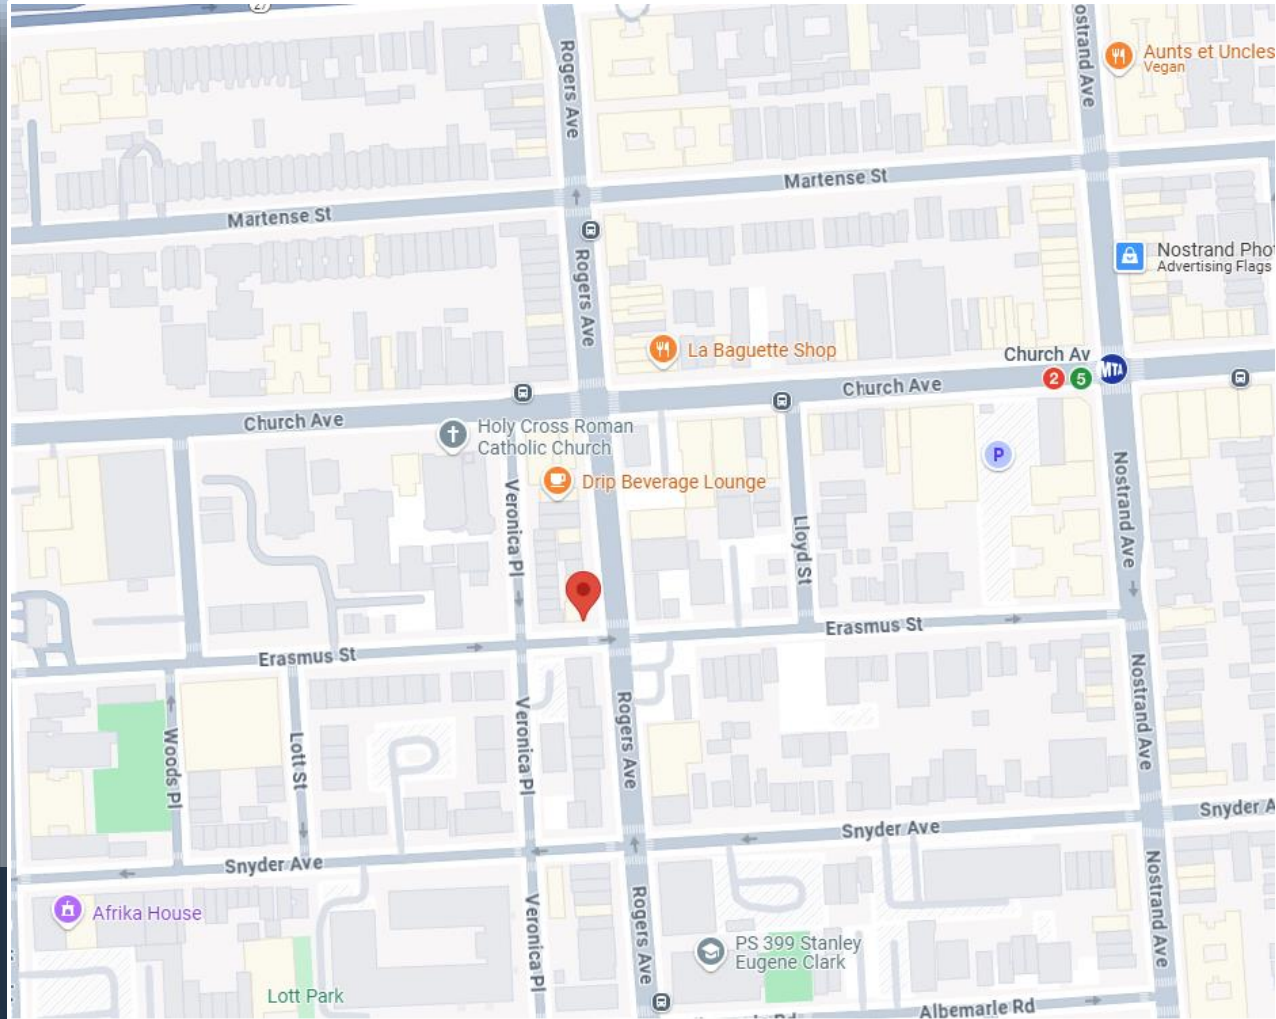 27
Rogers Ave
ostrand Ave
Aunts et Uncles
Vegan
Martense St
Martense St
Rogers Ave
Nostrand Pho
Advertising Flags
La Baguette Shop
Church Av
2 5 MTA
Church Ave
Church Ave
Holy Cross Roman
Catholic Church
Drip Beverage Lounge
P
Veronica Pl
Lloyd St
Nostrand Ave
Erasmus St
Erasmus St
Woods Pl
Lott St
Veronica Pl
Rogers Ave
Nostrand Ave
Snyder A
Snyder Ave
Snyder Ave
Afrika House
Veronica Pl
Rogers Ave
Nostrand Ave
PS 399 Stanley
Eugene Clark
Lott Park
Albemarle Rd